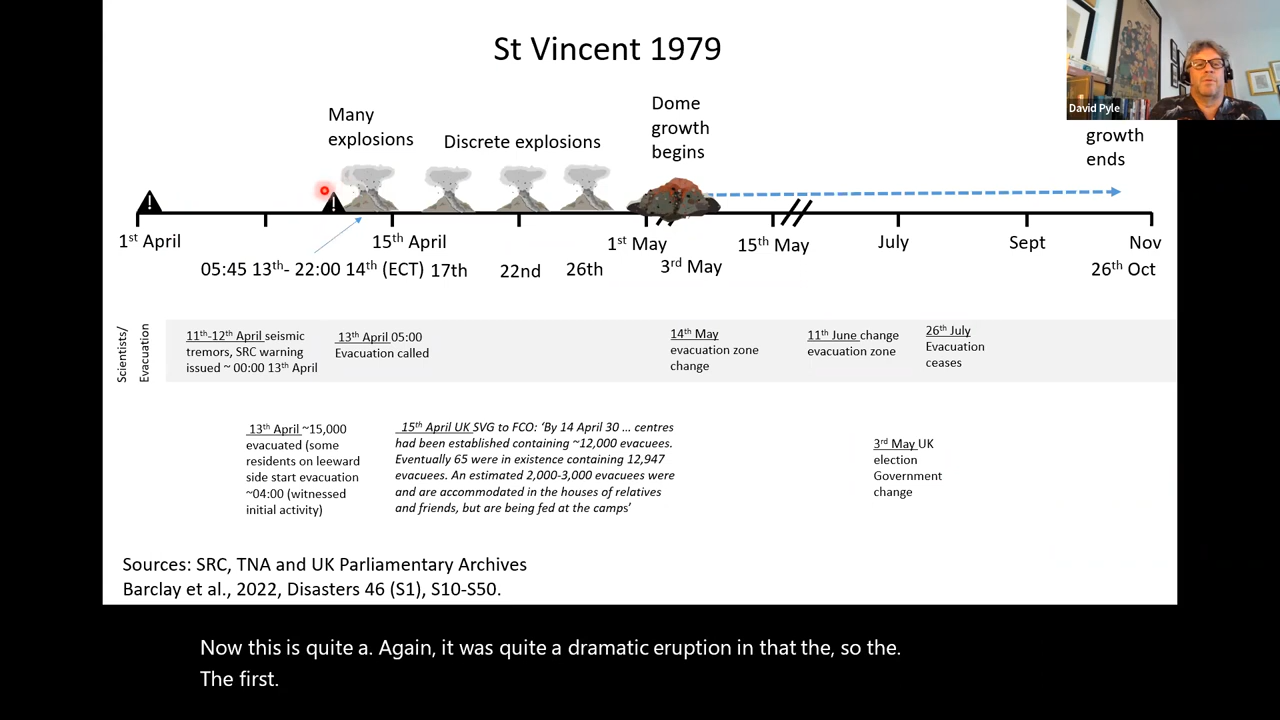 St Vincent 1979
David Pyle
Many
explosions
Discrete explosions
Dome
growth
begins
growth
ends
1st April
15th April
1st May
15th May
July
Sept
Nov
05:45 13th- 22:00 14th (ECT)
17th
22nd
26th
3rd May
26th Oct
Scientists/
Evacuation
11th-12th April seismic
tremors, SRC warning
issued ~ 00:00 13th April
13th April 05:00
Evacuation called
14th May
evacuation zone
change
11th June change
evacuation zone
26th July
Evacuation
ceases
13th April ~15,000
evacuated (some
residents on leeward
side start evacuation
~04:00 (witnessed
initial activity)
15th April UK SVG to FCO: ‘By 14 April 30 ... centres
had been established containing ~12,000 evacuees.
Eventually 65 were in existence containing 12,947
evacuees. An estimated 2,000-3,000 evacuees were
and are accommodated in the houses of relatives
and friends, but are being fed at the camps’
3rd May UK
election
Government
change
Sources: SRC, TNA and UK Parliamentary Archives
Barclay et al., 2022, Disasters 46 (S1), S10-S50.
Now this is quite a. Again, it was quite a dramatic eruption in that the, so the.
The first.